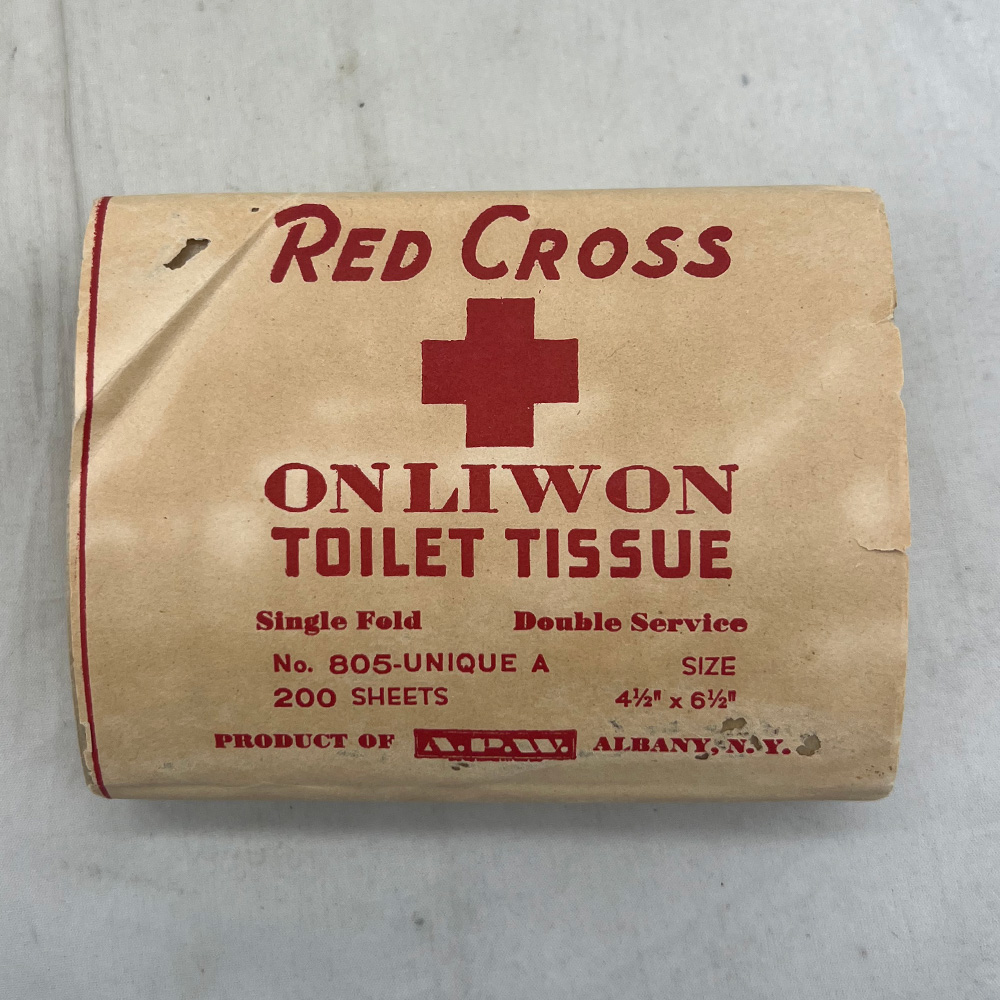 RED CROSS
ONLIWON
TOILET TISSUE
Single Fold Double Service
No. 805-UNIQUE A SIZE
200 SHEETS 4½" x 6½"
PRODUCT OF A.P.W. ALBANY, N.Y.